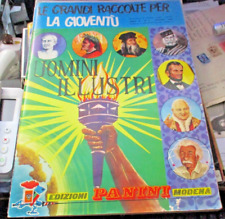 LE GRANDI RACCOLTE PER
LA GIOVENTÙ
UOMINI
ILLUSTRI
EDIZIONI PANINI MODENA